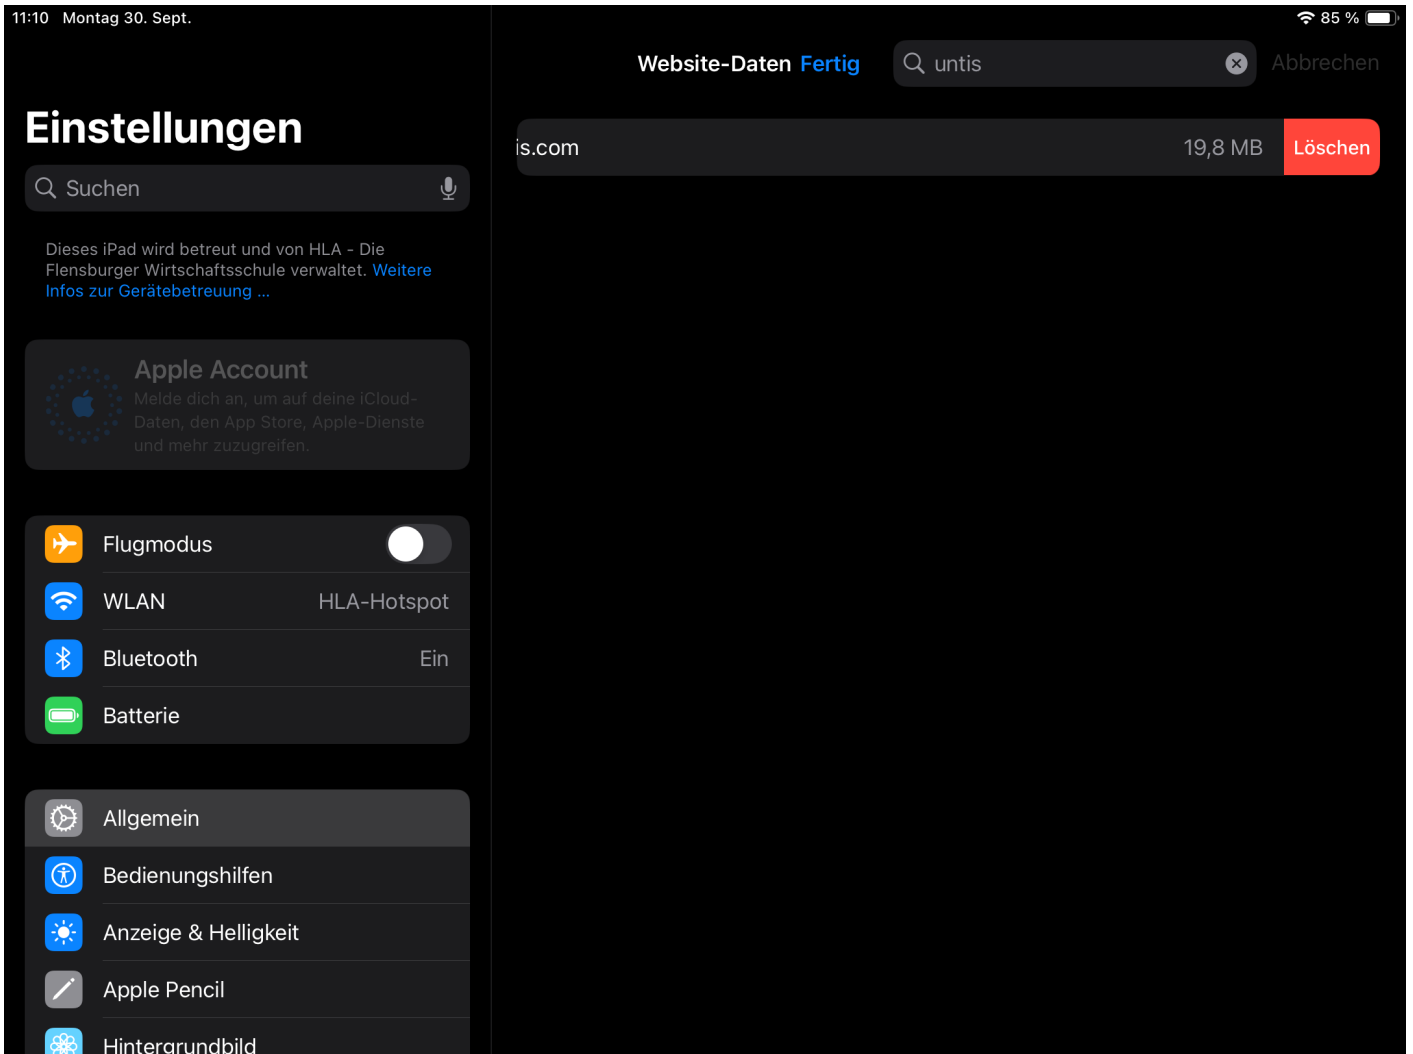 11:10 Montag 30. Sept.
85 %
Einstellungen
Suchen
Dieses iPad wird betreut und von HLA - Die
Flensburger Wirtschaftsschule verwaltet. Weitere
Infos zur Gerätebetreuung ...
Apple Account
Melde dich an, um auf deine iCloud-
Daten, den App Store, Apple-Dienste
und mehr zuzugreifen.
Flugmodus
WLAN HLA-Hotspot
Bluetooth Ein
Batterie
Allgemein
Bedienungshilfen
Anzeige & Helligkeit
Apple Pencil
Hintergrundbild
Website-Daten Fertig
untis
Abbrechen
is.com 19,8 MB Löschen